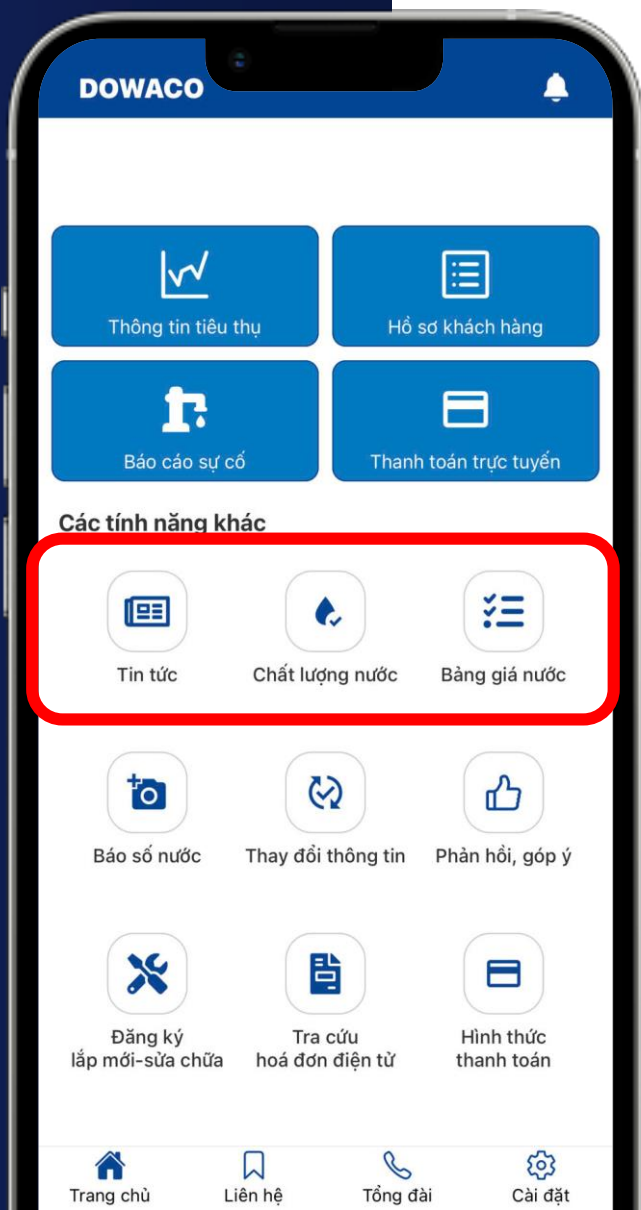 DOWACO
Thông tin tiêu thụ
Hồ sơ khách hàng
Báo cáo sự cố
Thanh toán trực tuyến
Các tính năng khác
Tin tức
Chất lượng nước
Bảng giá nước
Báo số nước
Thay đổi thông tin
Phản hồi, góp ý
Đăng ký
lắp mới-sửa chữa
Tra cứu
hoá đơn điện tử
Hình thức
thanh toán
Trang chủ
Liên hệ
Tổng đài
Cài đặt